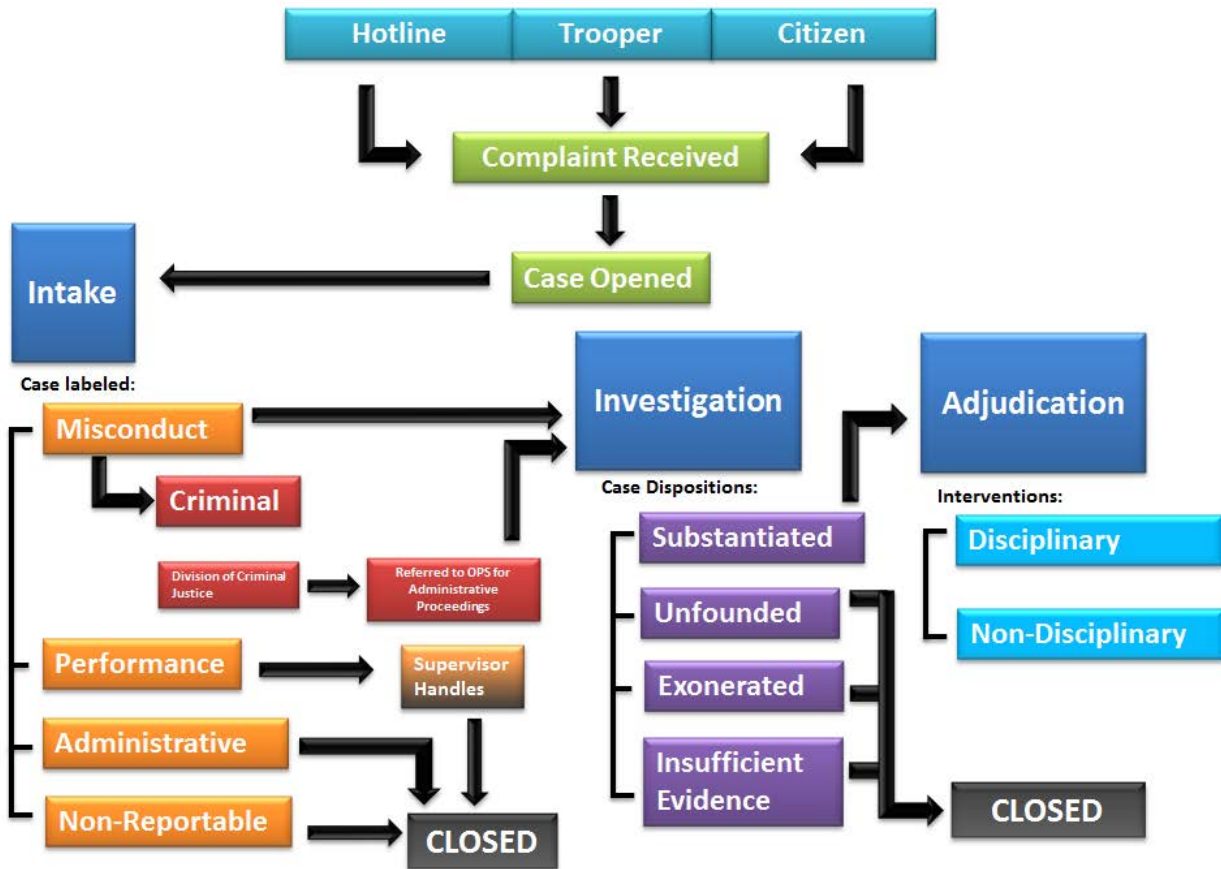 Hotline
Trooper
Citizen
Complaint Received
Case Opened
Intake
Case labeled:
Misconduct
Criminal
Division of Criminal
Justice
Referred to OPS for
Administrative
Proceedings
Performance
Supervisor
Handles
Administrative
Non-Reportable
CLOSED
Investigation
Case Dispositions:
Substantiated
Unfounded
Exonerated
Insufficient
Evidence
Adjudication
Interventions:
Disciplinary
Non-Disciplinary
CLOSED